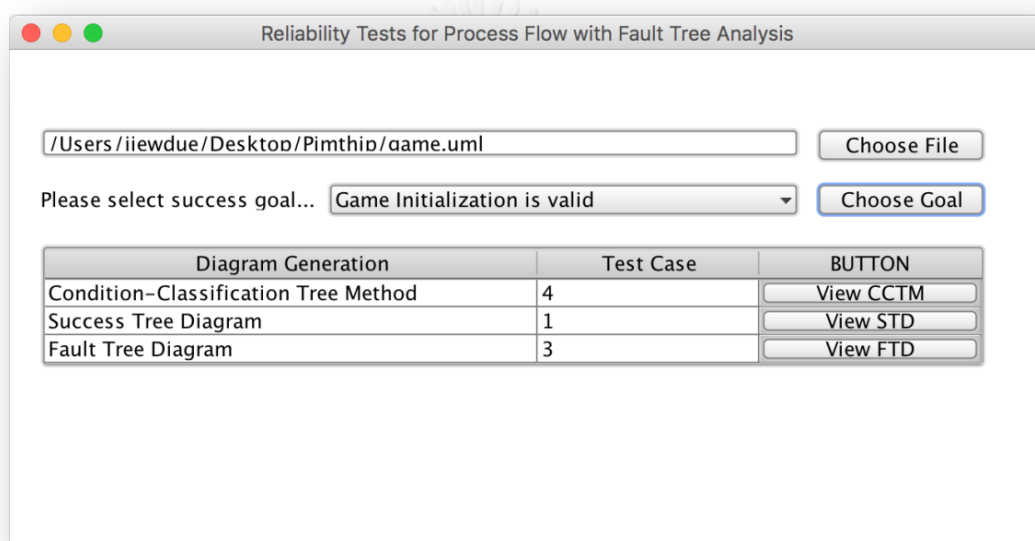 Reliability Tests for Process Flow with Fault Tree Analysis
/Users/jiewdue/Desktop/Pimthip/game.uml Choose File
Please select success goal... Game Initialization is valid Choose Goal
Diagram Generation Test Case BUTTON
Condition-Classification Tree Method 4 View CCTM
Success Tree Diagram 1 View STD
Fault Tree Diagram 3 View FTD